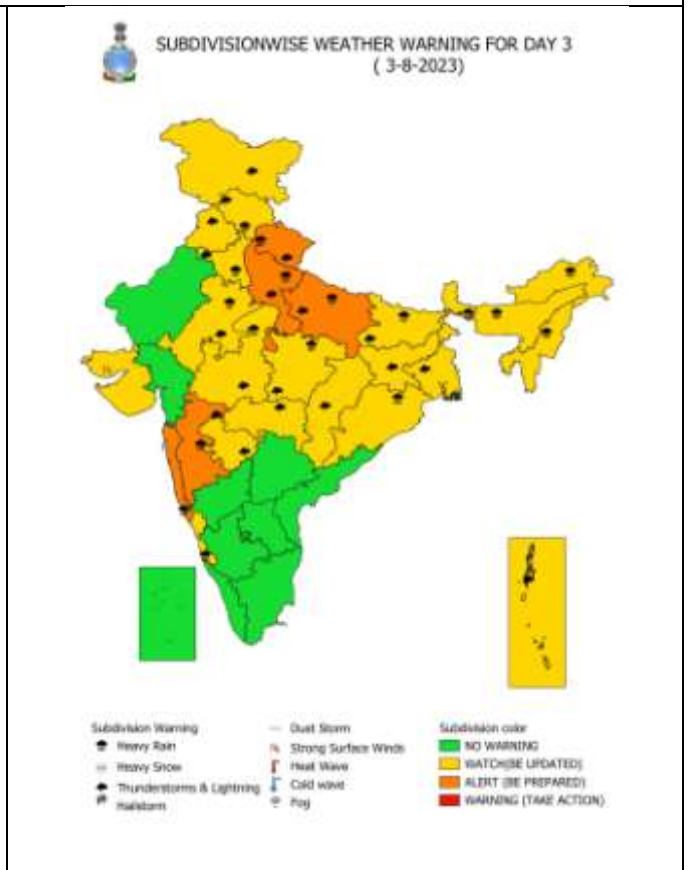 SUBDIVISIONWISE WEATHER WARNING FOR DAY 3
( 3-8-2023)
Subdivision Warning
Heavy Rain
Heavy Snow
Thunderstorms & Lightning
Hailstorm
Dust Storm
Strong Surface Winds
Heat Wave
Cold wave
Fog
Subdivision color
NO WARNING
WATCH(BE UPDATED)
ALERT (BE PREPARED)
WARNING (TAKE ACTION)